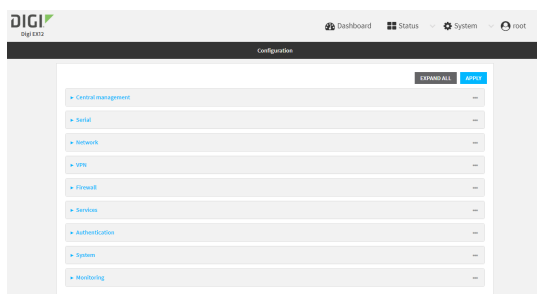 DIGI
Digi EX12
Dashboard
Status
System
root
Configuration
EXPAND ALL
APPLY
Central management
Serial
Network
VPN
Firewall
Services
Authentication
System
Monitoring